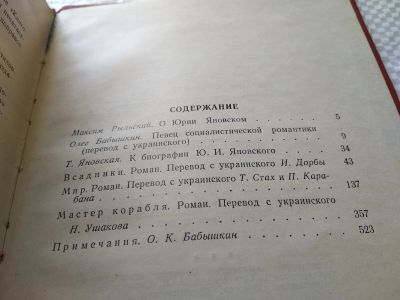 СОДЕРЖАНИЕ
Максим Рыльский. О Юрии Яновском 5
Олег Бабышкин. Певец социалистической романтики
(перевод с украинского) 9
Т. Яновская. К биографии Ю. И. Яновского 34
Всадники. Роман. Перевод с украинского И. Дорбы 43
Мир. Роман. Перевод с украинского Т. Стах и П. Кара-
бана 137
Мастер корабля. Роман. Перевод с украинского
Н. Ушакова 357
Примечания. О. К. Бабышкин 523